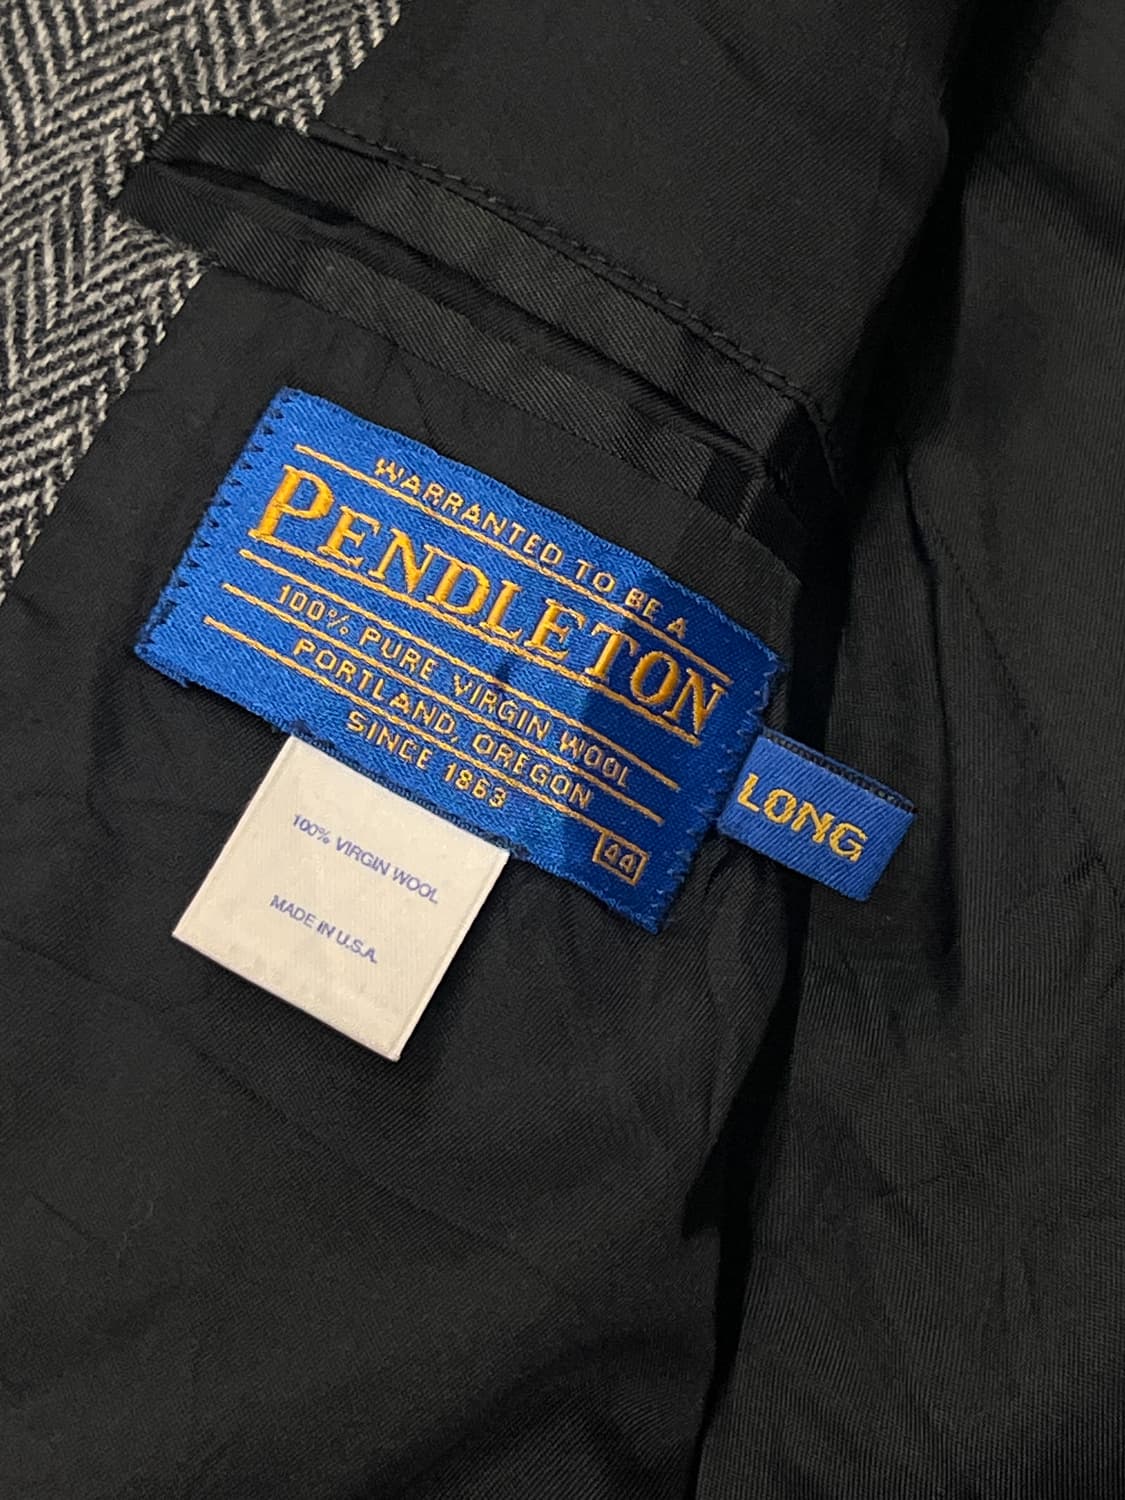 WARRANTED TO BE A
PENDLETON
100% PURE VIRGIN WOOL
PORTLAND, OREGON
SINCE 1863
44
LONG
100% VIRGIN WOOL
MADE IN U.S.A.